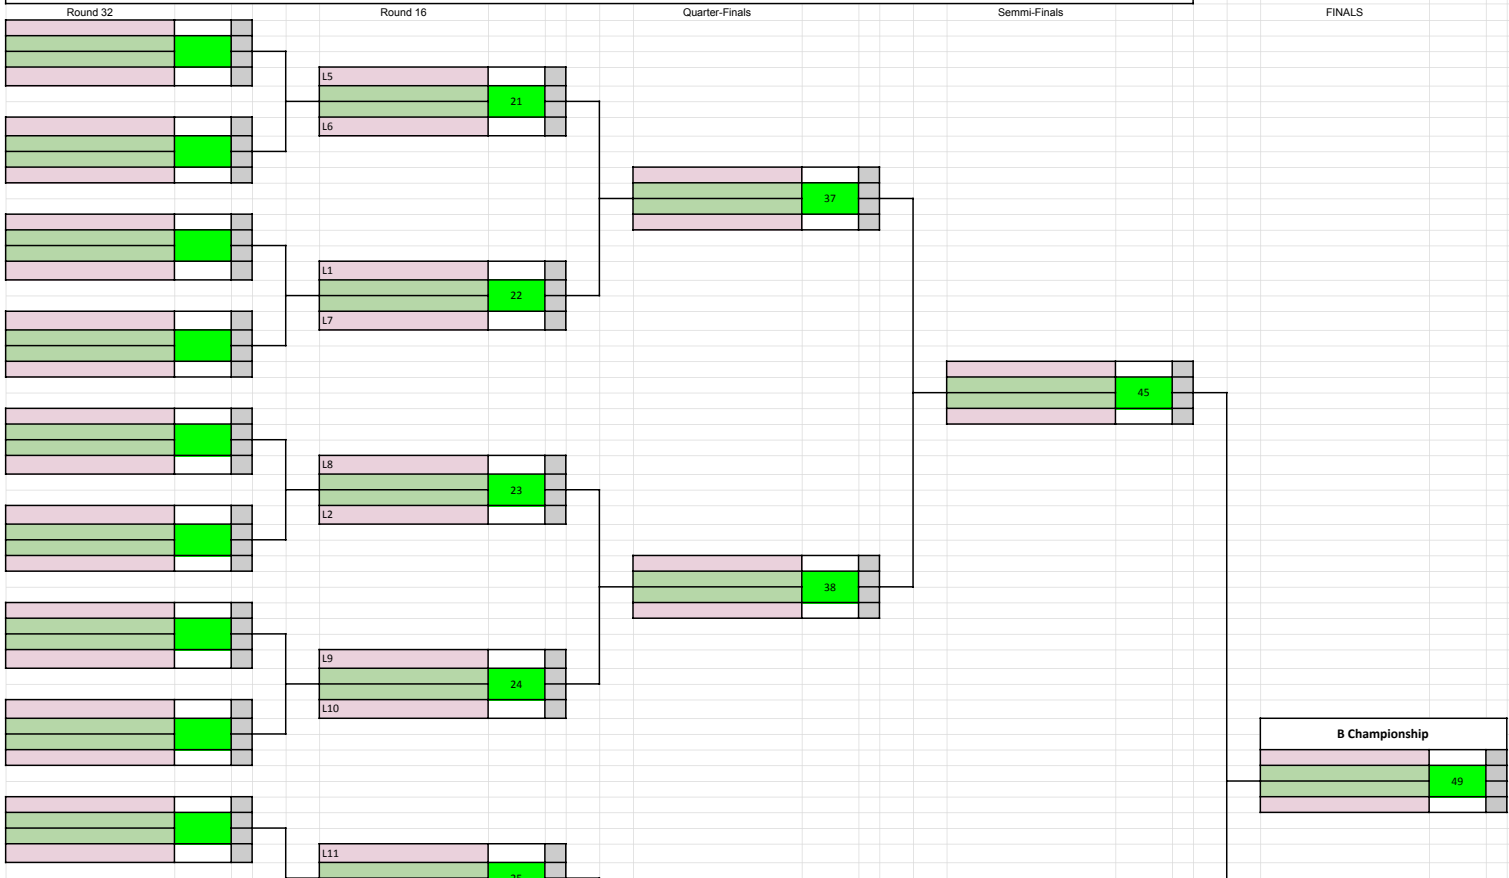 Round 32 Round 16 Quarter-Finals Semmi-Finals FINALS
L5
21
L6
37
L1
22
L7
45
L8
23
L2
38
L9
24
L10
B Championship
49
L11